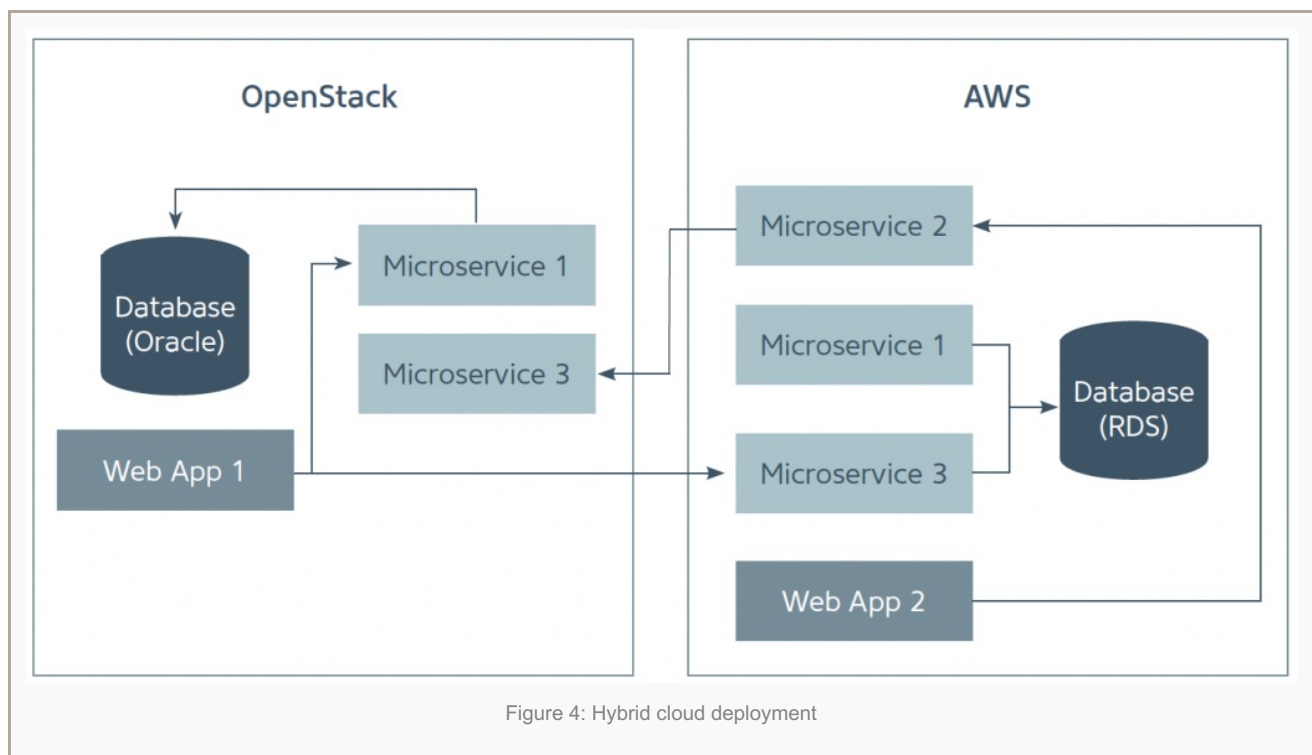 OpenStack
Microservice 1
Database
(Oracle)
Microservice 3
Web App 1
AWS
Microservice 2
Microservice 1
Database
(RDS)
Microservice 3
Web App 2
Figure 4: Hybrid cloud deployment